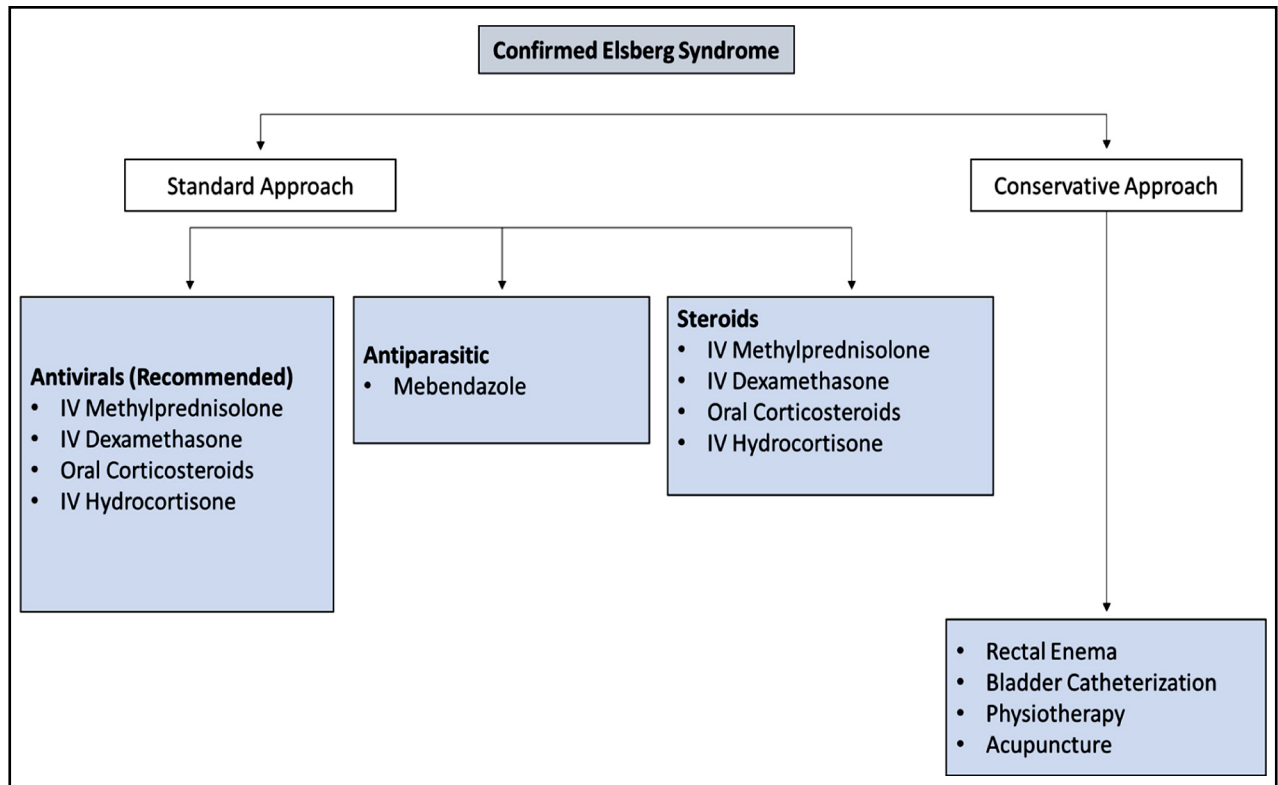 Confirmed Elsberg Syndrome
Standard Approach
Conservative Approach
Antivirals (Recommended)
• IV Methylprednisolone
• IV Dexamethasone
• Oral Corticosteroids
• IV Hydrocortisone
Antiparasitic
• Mebendazole
Steroids
• IV Methylprednisolone
• IV Dexamethasone
• Oral Corticosteroids
• IV Hydrocortisone
• Rectal Enema
• Bladder Catheterization
• Physiotherapy
• Acupuncture